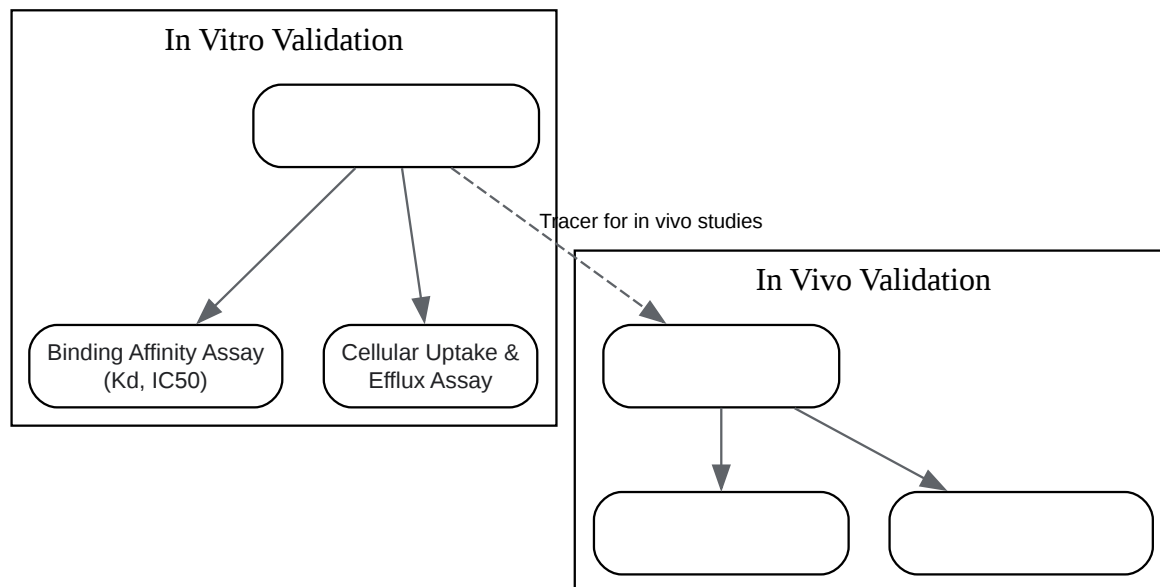 In Vitro Validation
Tracer for in vivo studies
In Vivo Validation
Binding Affinity Assay
(Kd, IC50)
Cellular Uptake &
Efflux Assay